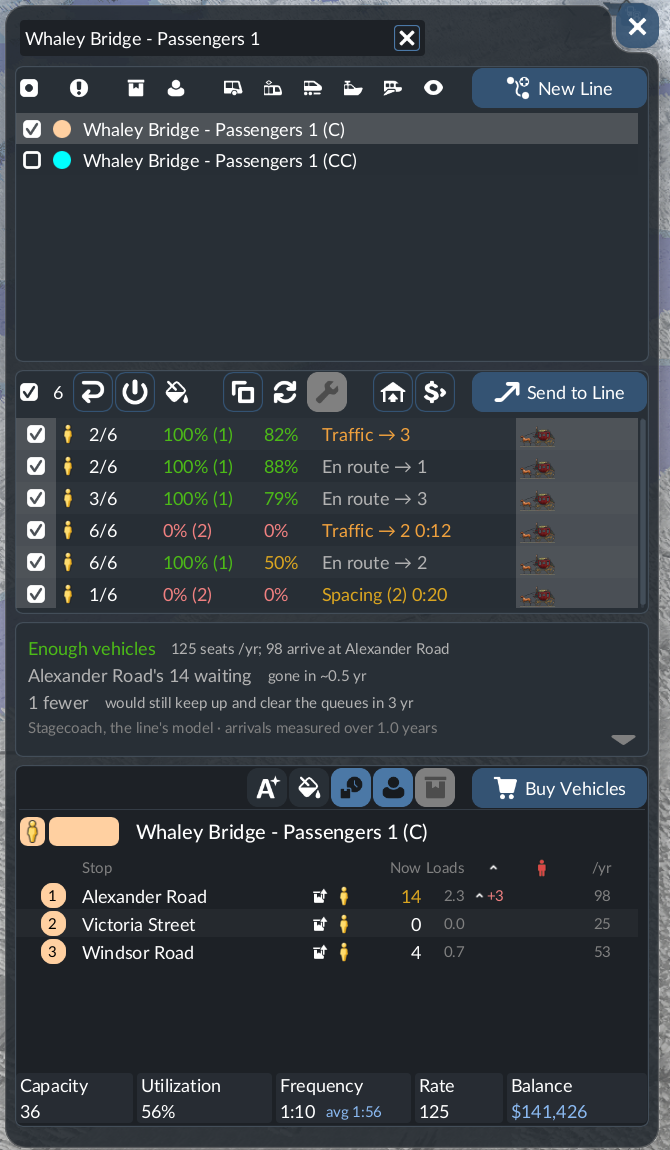 Whaley Bridge - Passengers 1
New Line
Whaley Bridge - Passengers 1 (C)
Whaley Bridge - Passengers 1 (CC)
6 Send to Line
2/6 100% (1) 82% Traffic → 3
2/6 100% (1) 88% En route → 1
3/6 100% (1) 79% En route → 3
6/6 0% (2) 0% Traffic → 2 0:12
6/6 100% (1) 50% En route → 2
1/6 0% (2) 0% Spacing (2) 0:20
Enough vehicles 125 seats /yr; 98 arrive at Alexander Road
Alexander Road's 14 waiting gone in ~0.5 yr
1 fewer would still keep up and clear the queues in 3 yr
Stagecoach, the line's model · arrivals measured over 1.0 years
A+ Buy Vehicles
Whaley Bridge - Passengers 1 (C)
Stop Now Loads /yr
1 Alexander Road 14 2.3 +3 98
2 Victoria Street 0 0.0 25
3 Windsor Road 4 0.7 53
Capacity Utilization Frequency Rate Balance
36 56% 1:10 avg 1:56 125 $141,426